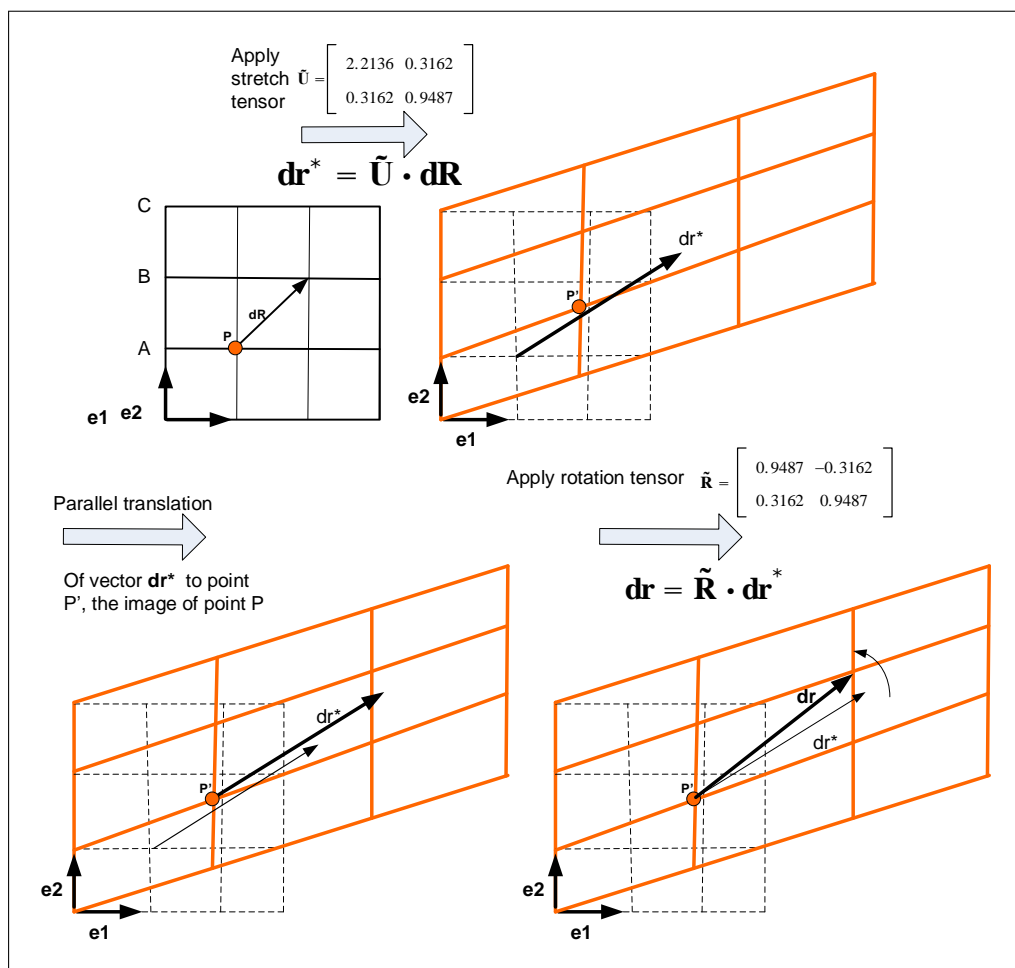 Apply
stretch
tensor
Ũ = [ 2.2136 0.3162
0.3162 0.9487 ]
dr* = Ũ · dR
C
B
A
P
dR
e1 e2
dr*
P'
e2
e1
Parallel translation
Of vector dr* to point
P', the image of point P
Apply rotation tensor
R̃ = [ 0.9487 −0.3162
0.3162 0.9487 ]
dr = R̃ · dr*
dr*
P'
e2
e1
dr
dr*
P'
e2
e1